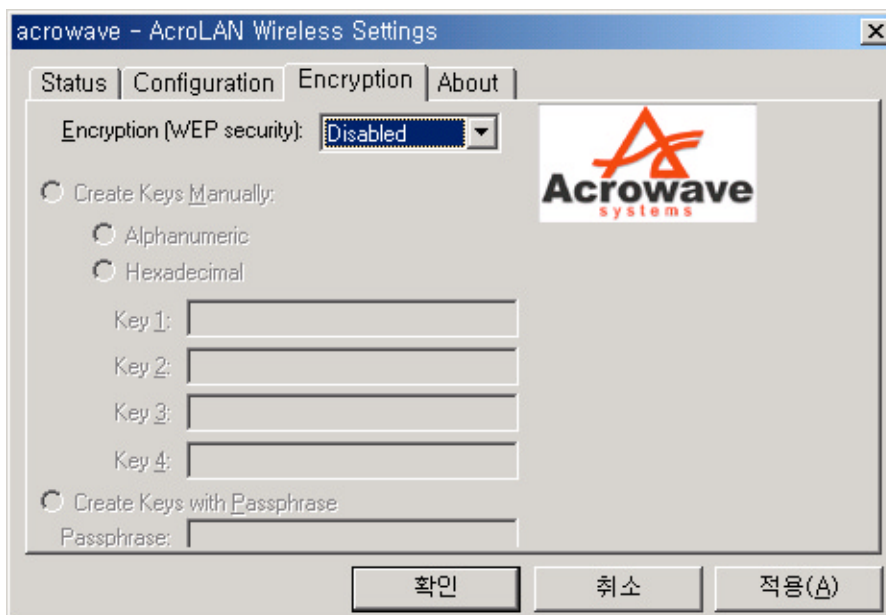 acrowave - AcroLAN Wireless Settings
Status Configuration Encryption About
Encryption (WEP security): Disabled
Acrowave
systems
Create Keys Manually:
Alphanumeric
Hexadecimal
Key 1:
Key 2:
Key 3:
Key 4:
Create Keys with Passphrase
Passphrase:
확인 취소 적용(A)